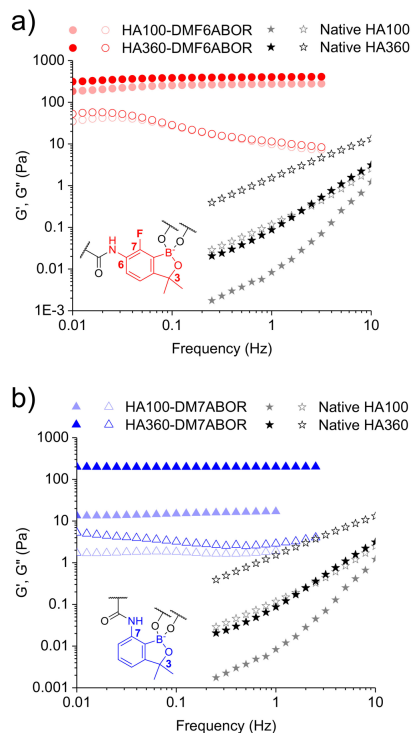 a)
HA100-DMF6ABOR Native HA100
HA360-DMF6ABOR Native HA360
G', G" (Pa)
1000
100
10
1
0.1
0.01
1E-3
0.01 0.1 1 10
Frequency (Hz)
F
7
H
N
B⁻
O
O
O
O
6
3
b)
HA100-DM7ABOR Native HA100
HA360-DM7ABOR Native HA360
G', G" (Pa)
1000
100
10
1
0.1
0.01
0.001
0.01 0.1 1 10
Frequency (Hz)
O
NH
O
O
7
B⁻
O
3